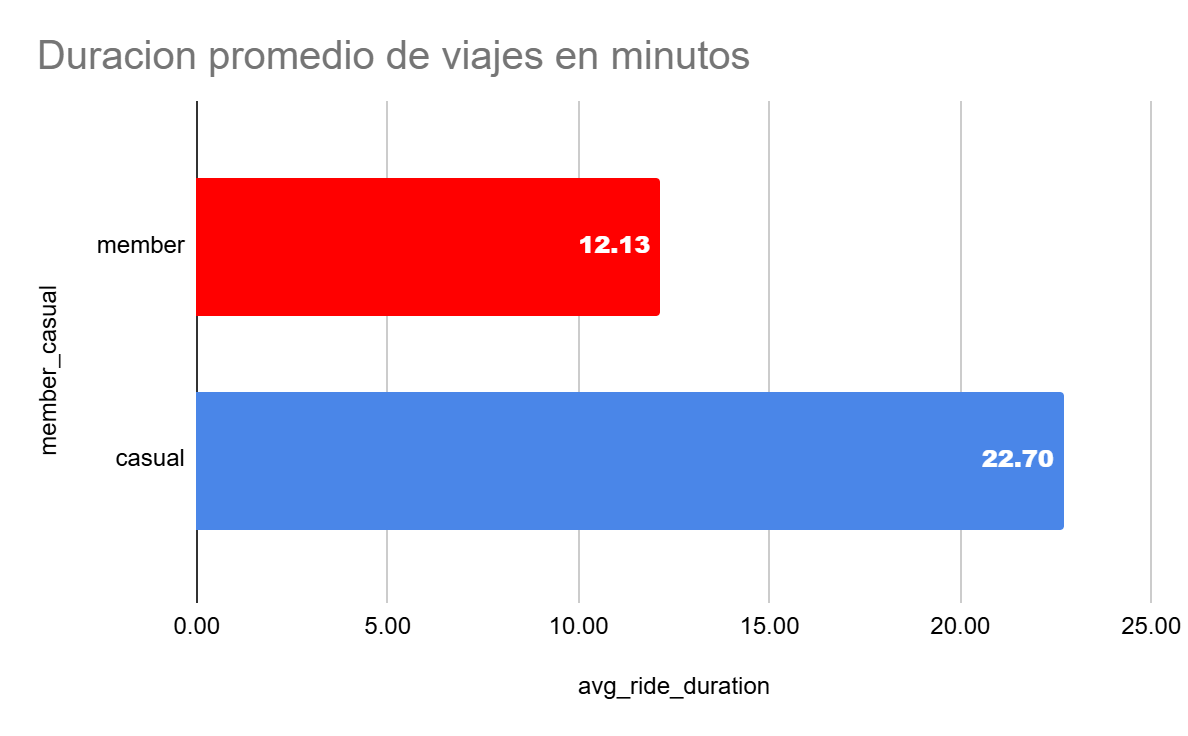 Duracion promedio de viajes en minutos
member_casual
member
12.13
casual
22.70
0.00 5.00 10.00 15.00 20.00 25.00
avg_ride_duration